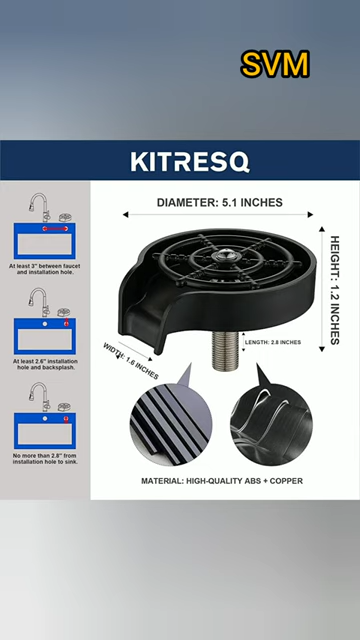 SVM
KITRESQ
DIAMETER: 5.1 INCHES
HEIGHT: 1.2 INCHES
At least 3" between faucet
and installation hole.
LENGTH: 2.8 INCHES
WIDTH: 1.6 INCHES
At least 2.6" installation
hole and backsplash.
No more than 2.8" from
installation hole to sink.
MATERIAL: HIGH-QUALITY ABS + COPPER